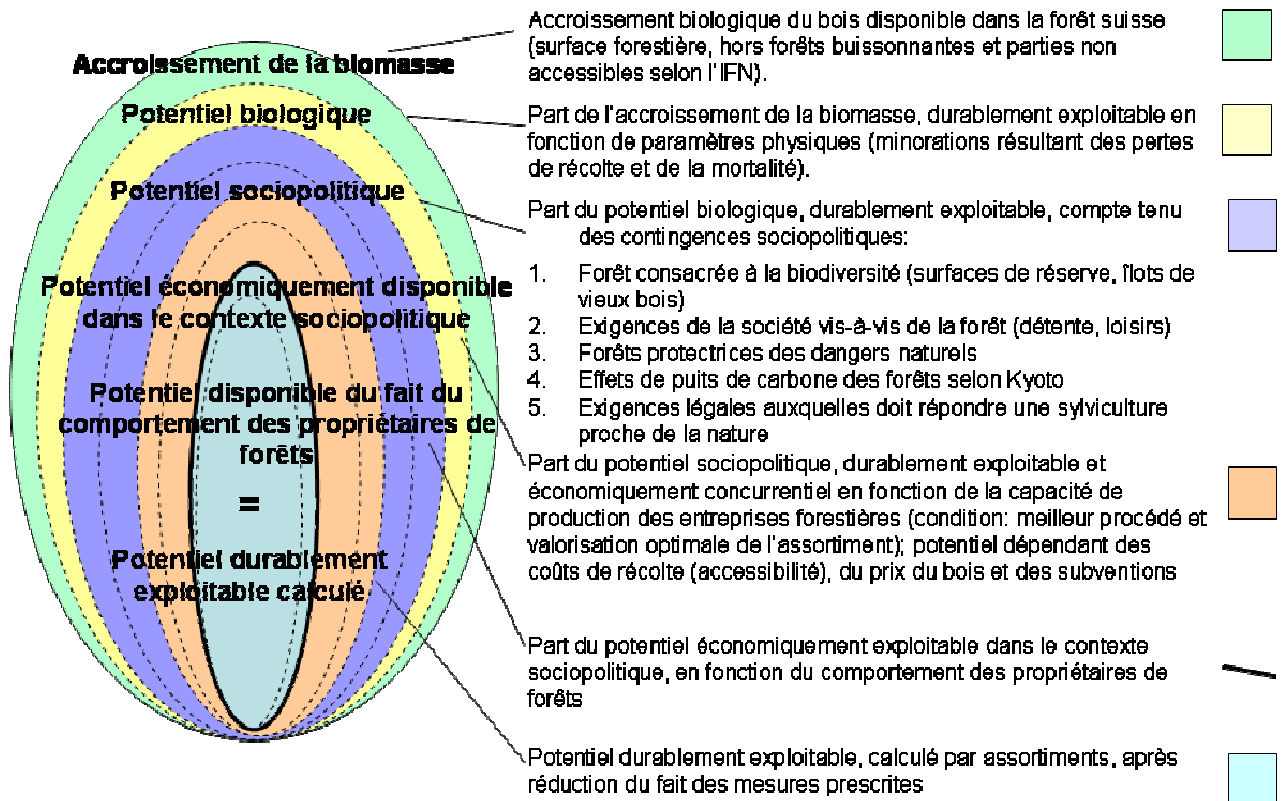 Accroissement de la biomasse
Potentiel biologique
Potentiel sociopolitique
Potentiel économiquement disponible
dans le contexte sociopolitique
Potentiel disponible du fait du
comportement des propriétaires de
forêts
=
Potentiel durablement
exploitable calculé
Accroissement biologique du bois disponible dans la forêt suisse
(surface forestière, hors forêts buissonnantes et parties non
accessibles selon l'IFN).
Part de l'accroissement de la biomasse, durablement exploitable en
fonction de paramètres physiques (minorations résultant des pertes
de récolte et de la mortalité).
Part du potentiel biologique, durablement exploitable, compte tenu
des contingences sociopolitiques:
1. Forêt consacrée à la biodiversité (surfaces de réserve, îlots de
vieux bois)
2. Exigences de la société vis-à-vis de la forêt (détente, loisirs)
3. Forêts protectrices des dangers naturels
4. Effets de puits de carbone des forêts selon Kyoto
5. Exigences légales auxquelles doit répondre une sylviculture
proche de la nature
Part du potentiel sociopolitique, durablement exploitable et
économiquement concurrentiel en fonction de la capacité de
production des entreprises forestières (condition: meilleur procédé et
valorisation optimale de l'assortiment); potentiel dépendant des
coûts de récolte (accessibilité), du prix du bois et des subventions
Part du potentiel économiquement exploitable dans le contexte
sociopolitique, en fonction du comportement des propriétaires de
forêts
Potentiel durablement exploitable, calculé par assortiments, après
réduction du fait des mesures prescrites